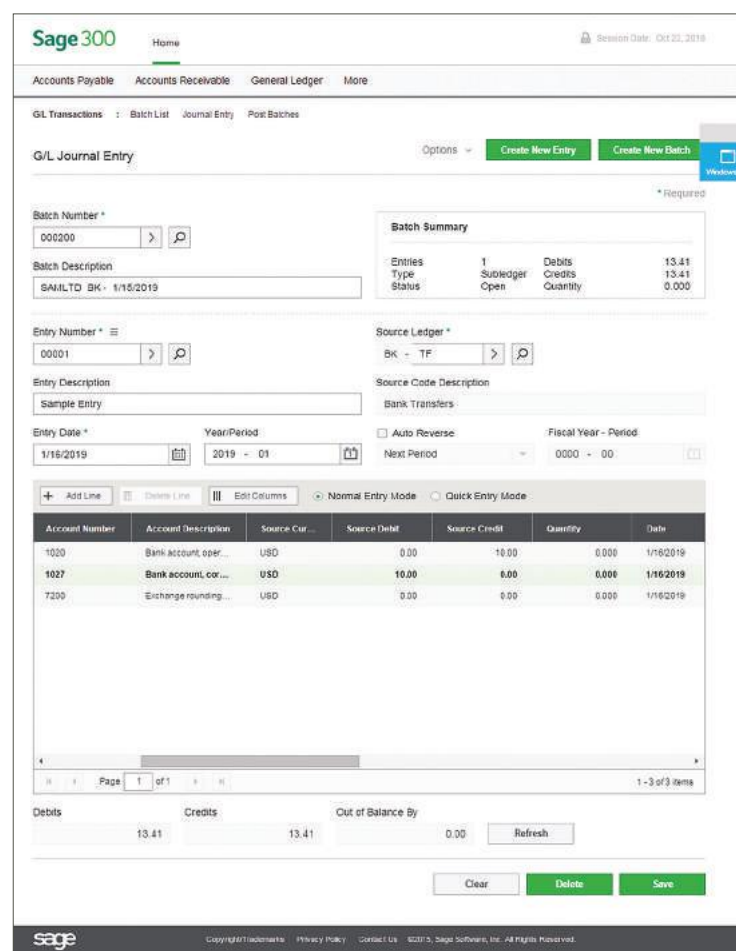 Sage 300 Home Session Date: Oct 22, 2018
Accounts Payable Accounts Receivable General Ledger More
G/L Transactions : Batch List Journal Entry Post Batches
G/L Journal Entry Options Create New Entry Create New Batch
Windows
* Required
Batch Number *
000200
Batch Description
SAMLTD BK - 1/15/2019
Batch Summary
Entries 1 Debits 13.41
Type Subledger Credits 13.41
Status Open Quantity 0.000
Entry Number * Source Ledger *
00001 BK - TF
Entry Description Source Code Description
Sample Entry Bank Transfers
Entry Date * Year/Period Auto Reverse Fiscal Year - Period
1/16/2019 2019 - 01 Next Period 0000 - 00
Add Line Delete Line Edit Columns Normal Entry Mode Quick Entry Mode
Account Number Account Description Source Cur... Source Debit Source Credit Quantity Date
1020 Bank account, oper... USD 0.00 10.00 0.000 1/16/2019
1027 Bank account, cor... USD 10.00 0.00 0.000 1/16/2019
7200 Exchange rounding... USD 0.00 0.00 0.000 1/16/2019
Page 1 of 1 1 - 3 of 3 items
Debits Credits Out of Balance By
13.41 13.41 0.00 Refresh
Clear Delete Save
sage Copyright/Trademarks Privacy Policy Contact Us ©2015, Sage Software, Inc. All Rights Reserved.